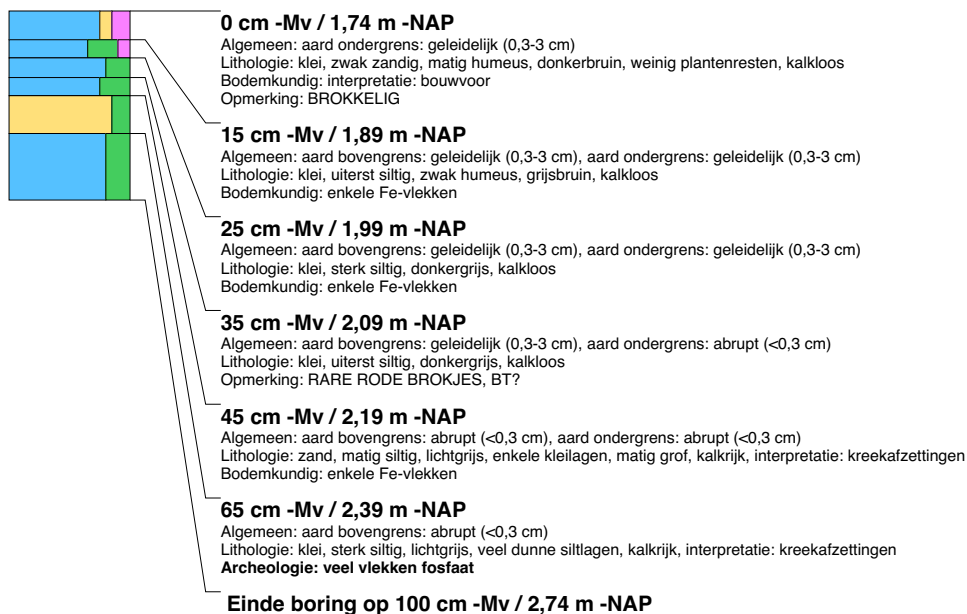 0 cm -Mv / 1,74 m -NAP
Algemeen: aard ondergrens: geleidelijk (0,3-3 cm)
Lithologie: klei, zwak zandig, matig humeus, donkerbruin, weinig plantenresten, kalkloos
Bodemkundig: interpretatie: bouwvoor
Opmerking: BROKKELIG
15 cm -Mv / 1,89 m -NAP
Algemeen: aard bovengrens: geleidelijk (0,3-3 cm), aard ondergrens: geleidelijk (0,3-3 cm)
Lithologie: klei, uiterst siltig, zwak humeus, grijsbruin, kalkloos
Bodemkundig: enkele Fe-vlekken
25 cm -Mv / 1,99 m -NAP
Algemeen: aard bovengrens: geleidelijk (0,3-3 cm), aard ondergrens: geleidelijk (0,3-3 cm)
Lithologie: klei, sterk siltig, donkergrijs, kalkloos
Bodemkundig: enkele Fe-vlekken
35 cm -Mv / 2,09 m -NAP
Algemeen: aard bovengrens: geleidelijk (0,3-3 cm), aard ondergrens: abrupt (<0,3 cm)
Lithologie: klei, uiterst siltig, donkergrijs, kalkloos
Opmerking: RARE RODE BROKJES, BT?
45 cm -Mv / 2,19 m -NAP
Algemeen: aard bovengrens: abrupt (<0,3 cm), aard ondergrens: abrupt (<0,3 cm)
Lithologie: zand, matig siltig, lichtgrijs, enkele kleilagen, matig grof, kalkrijk, interpretatie: kreekafzettingen
Bodemkundig: enkele Fe-vlekken
65 cm -Mv / 2,39 m -NAP
Algemeen: aard bovengrens: abrupt (<0,3 cm)
Lithologie: klei, sterk siltig, lichtgrijs, veel dunne siltlagen, kalkrijk, interpretatie: kreekafzettingen
Archeologie: veel vlekken fosfaat
Einde boring op 100 cm -Mv / 2,74 m -NAP